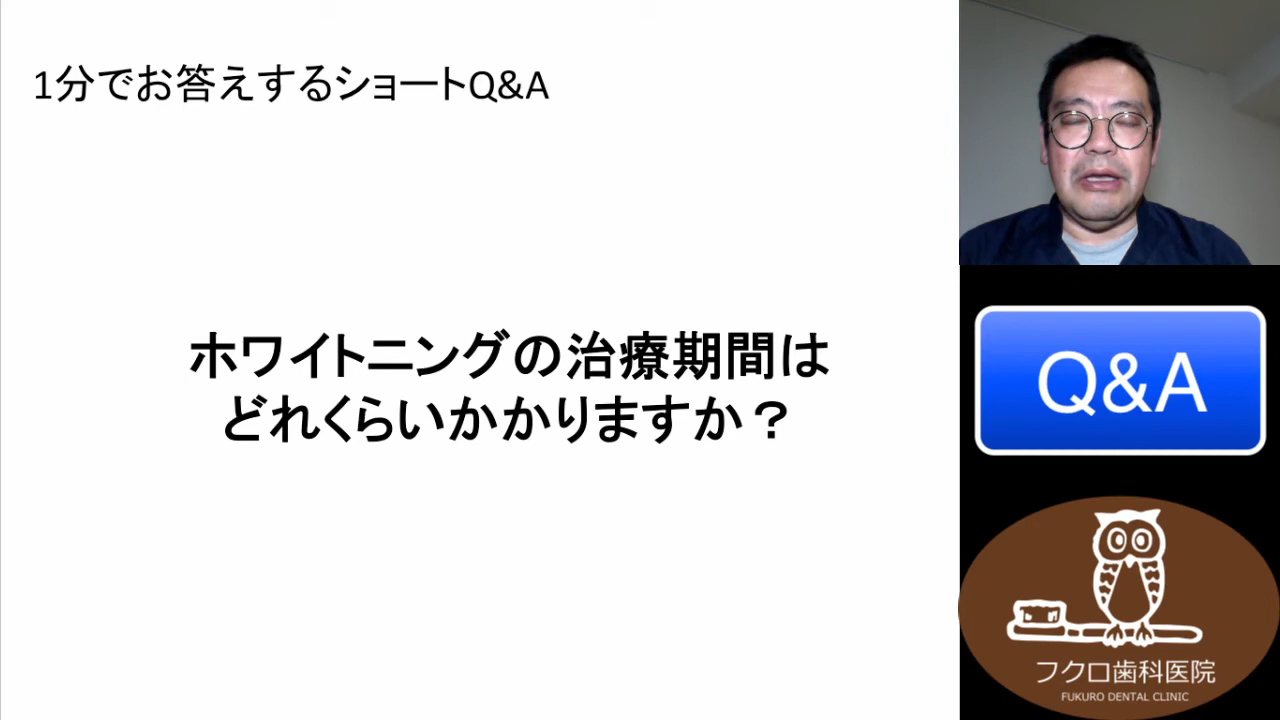 1分でお答えするショートQ&A
ホワイトニングの治療期間は
どれくらいかかりますか？
Q&A
フクロ歯科医院
FUKURO DENTAL CLINIC